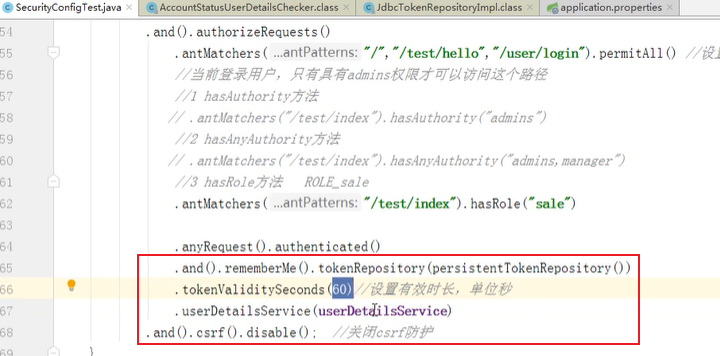 SecurityConfigTest.java × AccountStatusUserDetailsChecker.class × JdbcTokenRepositoryImpl.class × application.properties ×
54 .and().authorizeRequests()
55 .antMatchers( ...antPatterns: "/","/test/hello","/user/login").permitAll() //设
56 //当前登录用户，只有具有admins权限才可以访问这个路径
57 //1 hasAuthority方法
58 // .antMatchers("/test/index").hasAuthority("admins")
59 //2 hasAnyAuthority方法
60 // .antMatchers("/test/index").hasAnyAuthority("admins,manager")
61 //3 hasRole方法 ROLE_sale
62 .antMatchers( ...antPatterns: "/test/index").hasRole("sale")
63
64 .anyRequest().authenticated()
65 .and().rememberMe().tokenRepository(persistentTokenRepository())
66 .tokenValiditySeconds(60)//设置有效时长，单位秒
67 .userDetailsService(userDetailsService)
68 .and().csrf().disable(); //关闭csrf防护
69 }